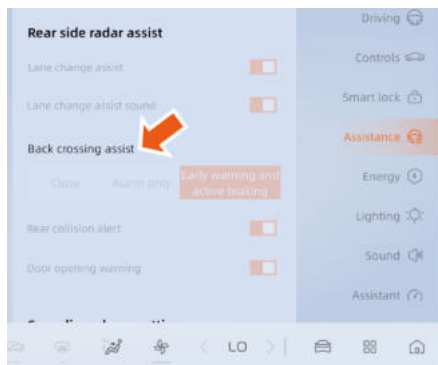 Rear side radar assist
Lane change assist
Lane change assist sound
Back crossing assist
Close
Alarm only
Early warning and
active braking
Rear collision alert
Door opening warning
Driving
Controls
Smart lock
Assistance
Energy
Lighting
Sound
Assistant
LO